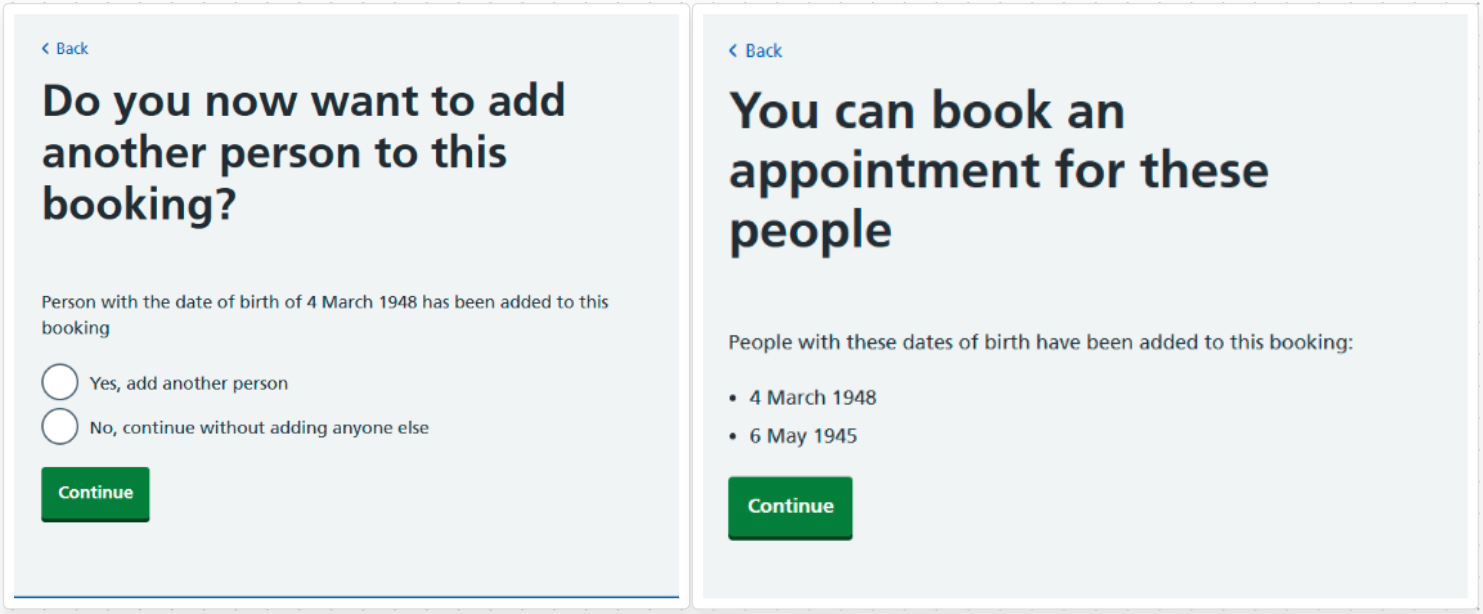 Back
Do you now want to add
another person to this
booking?
Person with the date of birth of 4 March 1948 has been added to this
booking
Yes, add another person
No, continue without adding anyone else
Continue
Back
You can book an
appointment for these
people
People with these dates of birth have been added to this booking:
• 4 March 1948
• 6 May 1945
Continue